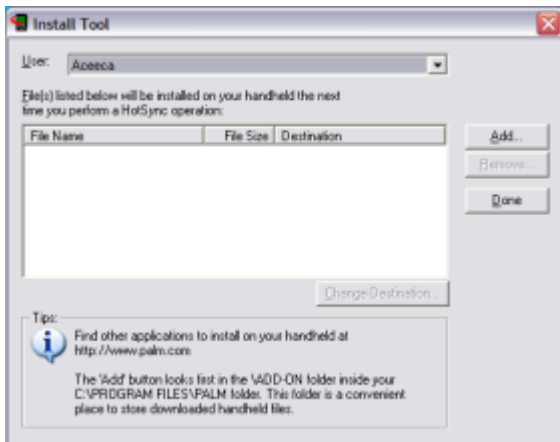 Install Tool
User: Aceeca
File(s) listed below will be installed on your handheld the next
time you perform a HotSync operation:
File Name File Size Destination
Add...
Remove...
Done
Change Destination...
Tips:
Find other applications to install on your handheld at
http://www.palm.com
The 'Add' button looks first in the \ADD-ON folder inside your
C:\PROGRAM FILES\PALM folder. This folder is a convenient
place to store downloaded handheld files.